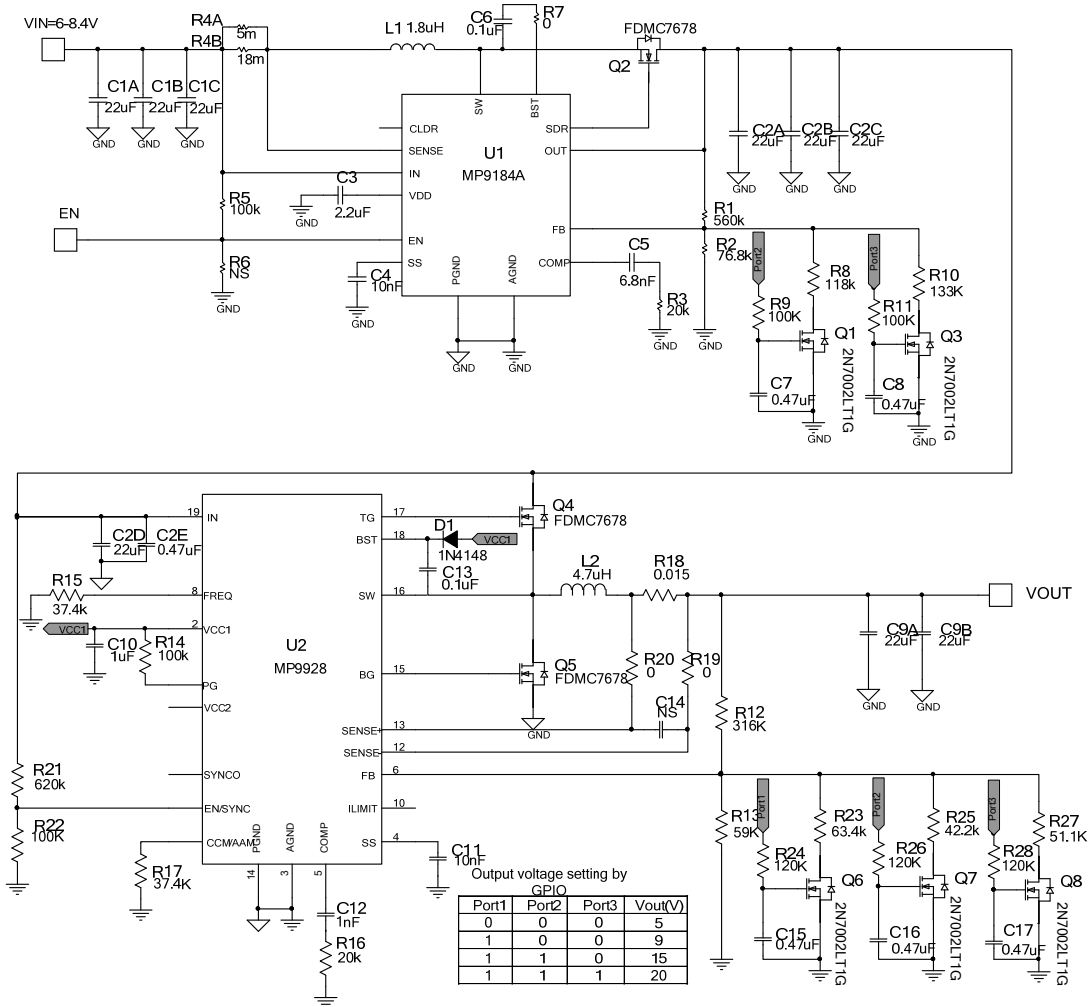 VIN=6-8.4V
R4A
5m
R4B
18m
L1 1.8uH
C6
0.1uF
R7
0
FDMC7678
Q2
C1A
22uF
C1B
22uF
C1C
22uF
GND
GND
GND
SW
BST
CLDR
SENSE
IN
VDD
EN
SS
SDR
OUT
FB
COMP
PGND
AGND
U1
MP9184A
C3
2.2uF
GND
R5
100k
EN
R6
NS
GND
C4
10nF
GND
GND
GND
C5
6.8nF
R3
20k
GND
C2A
22uF
C2B
22uF
C2C
22uF
GND
GND
GND
R1
560k
R2
76.8k
GND
Port2
R9
100K
R8
118k
Q1
2N7002LT1G
C7
0.47uF
GND
Port3
R11
100K
R10
133K
Q3
2N7002LT1G
C8
0.47uF
GND
19
IN
C2D
22uF
C2E
0.47uF
R15
37.4k
8
FREQ
VCC1
2
VCC1
C10
1uF
R14
100k
PG
VCC2
SYNCO
EN/SYNC
CCM/AAM
R21
620k
R22
100K
R17
37.4K
U2
MP9928
PGND
AGND
COMP
14
3
5
C12
1nF
R16
20k
TG
17
BST
18
SW
16
BG
15
SENSE+
13
SENSE-
12
FB
6
ILIMIT
10
SS
4
C11
10nF
Q4
FDMC7678
D1
1N4148
VCC1
C13
0.1uF
L2
4.7uH
R18
0.015
VOUT
Q5
FDMC7678
GND
R20
0
R19
0
C14
NS
C9A
22uF
C9B
22uF
GND
GND
R12
316K
R13
59K
Port1
R24
120K
R23
63.4k
Q6
2N7002LT1G
C15
0.47uF
Port2
R26
120K
R25
42.2k
Q7
2N7002LT1G
C16
0.47uF
Port3
R28
120K
R27
51.1K
Q8
2N7002LT1G
C17
0.47uF
Output voltage setting by
GPIO
Port1 Port2 Port3 Vout(V)
0 0 0 5
1 0 0 9
1 1 0 15
1 1 1 20